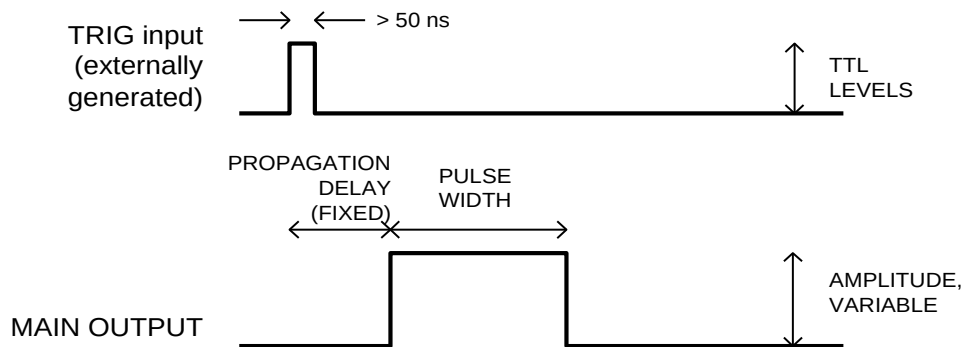 > 50 ns
TRIG input
(externally
generated)
TTL
LEVELS
PROPAGATION
DELAY
(FIXED)
PULSE
WIDTH
AMPLITUDE,
VARIABLE
MAIN OUTPUT